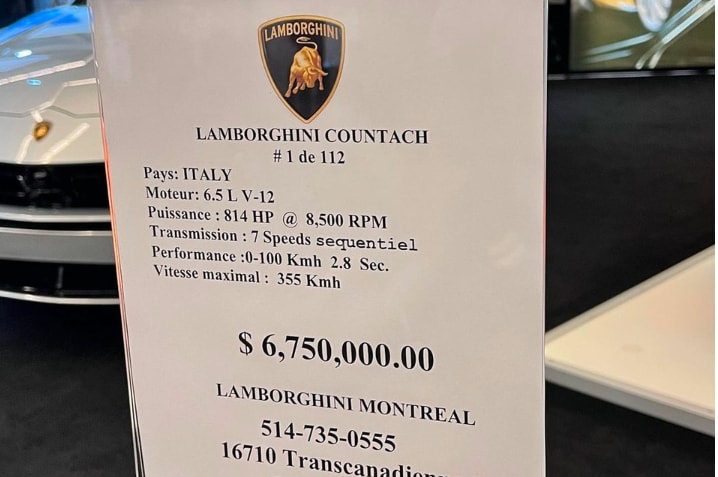 LAMBORGHINI
LAMBORGHINI COUNTACH
# 1 de 112
Pays: ITALY
Moteur: 6.5 L V-12
Puissance : 814 HP @ 8,500 RPM
Transmission : 7 Speeds sequentiel
Performance :0-100 Kmh 2.8 Sec.
Vitesse maximal : 355 Kmh
$ 6,750,000.00
LAMBORGHINI MONTREAL
514-735-0555
16710